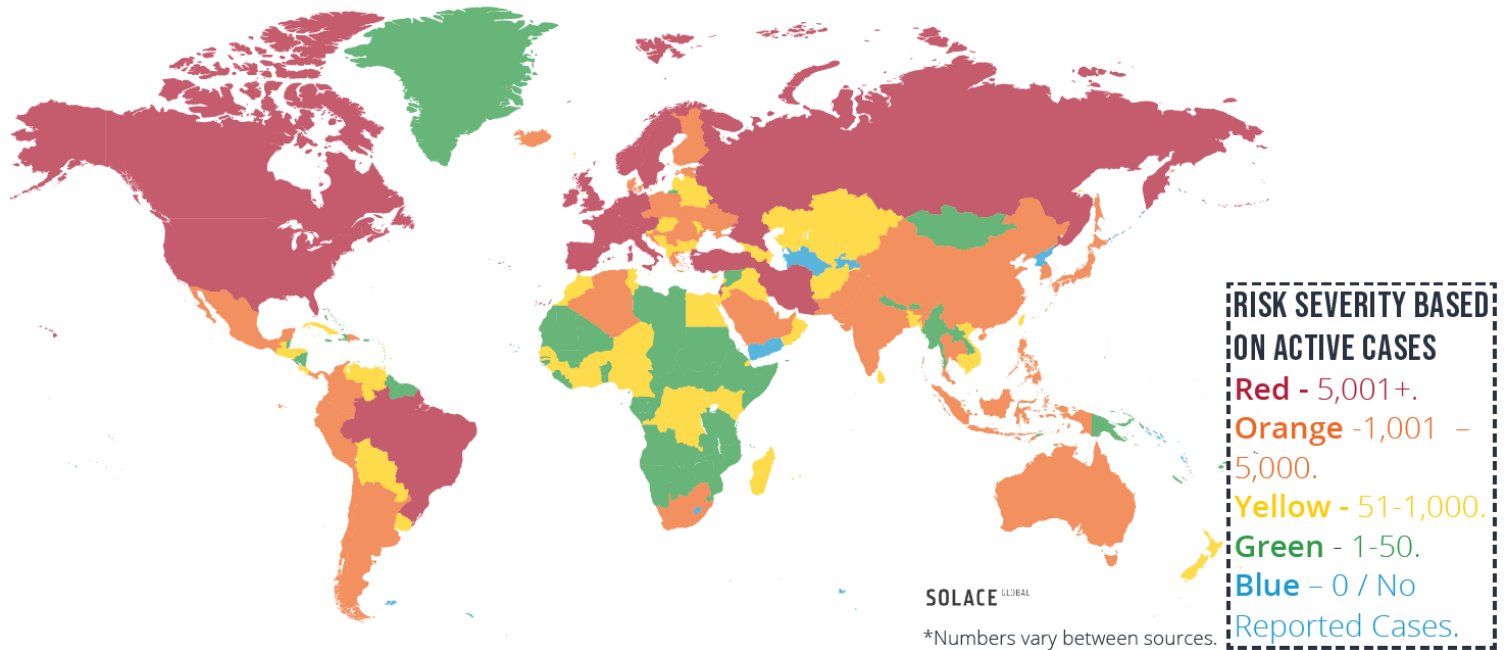 RISK SEVERITY BASED
ON ACTIVE CASES
Red - 5,001+.
Orange -1,001 –
5,000.
Yellow - 51-1,000.
Green - 1-50.
Blue – 0 / No
Reported Cases.
SOLACE GLOBAL
*Numbers vary between sources.